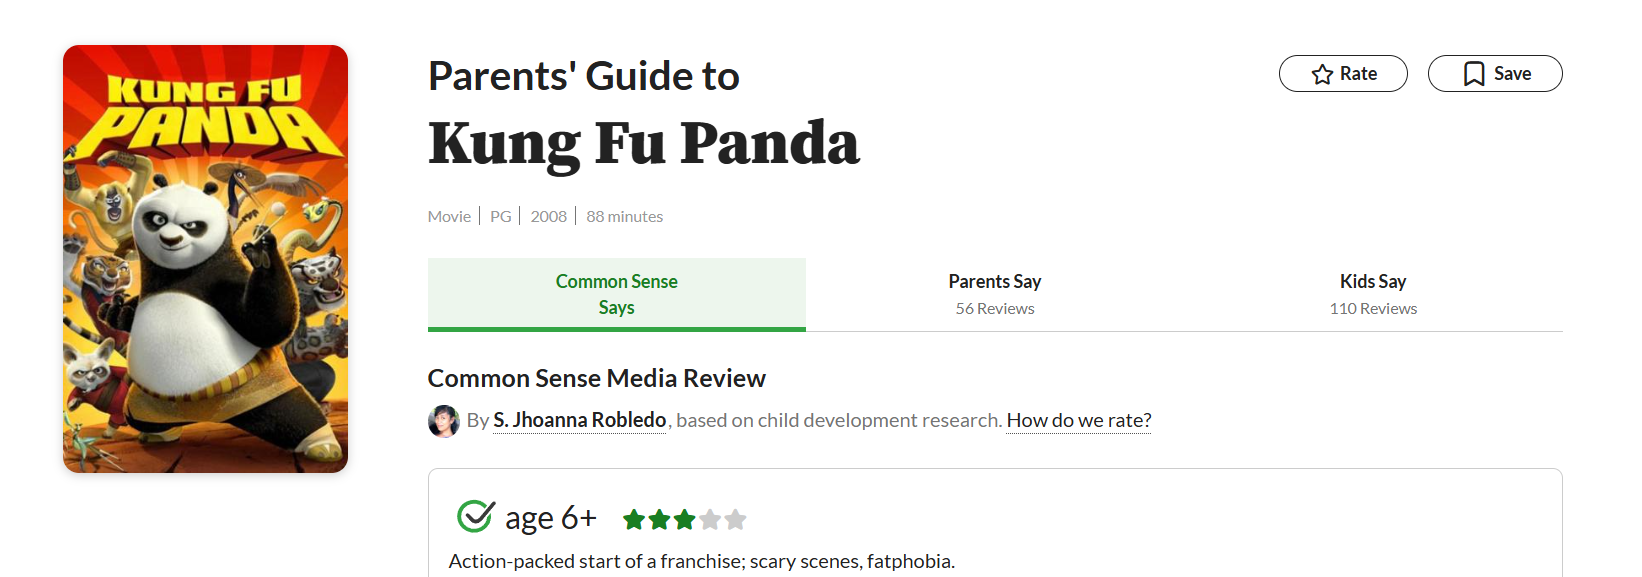 KUNG FU
PANDA
Parents' Guide to
Kung Fu Panda
Rate
Save
Movie | PG | 2008 | 88 minutes
Common Sense
Says
Parents Say
56 Reviews
Kids Say
110 Reviews
Common Sense Media Review
By S. Jhoanna Robledo, based on child development research. How do we rate?
age 6+
Action-packed start of a franchise; scary scenes, fatphobia.